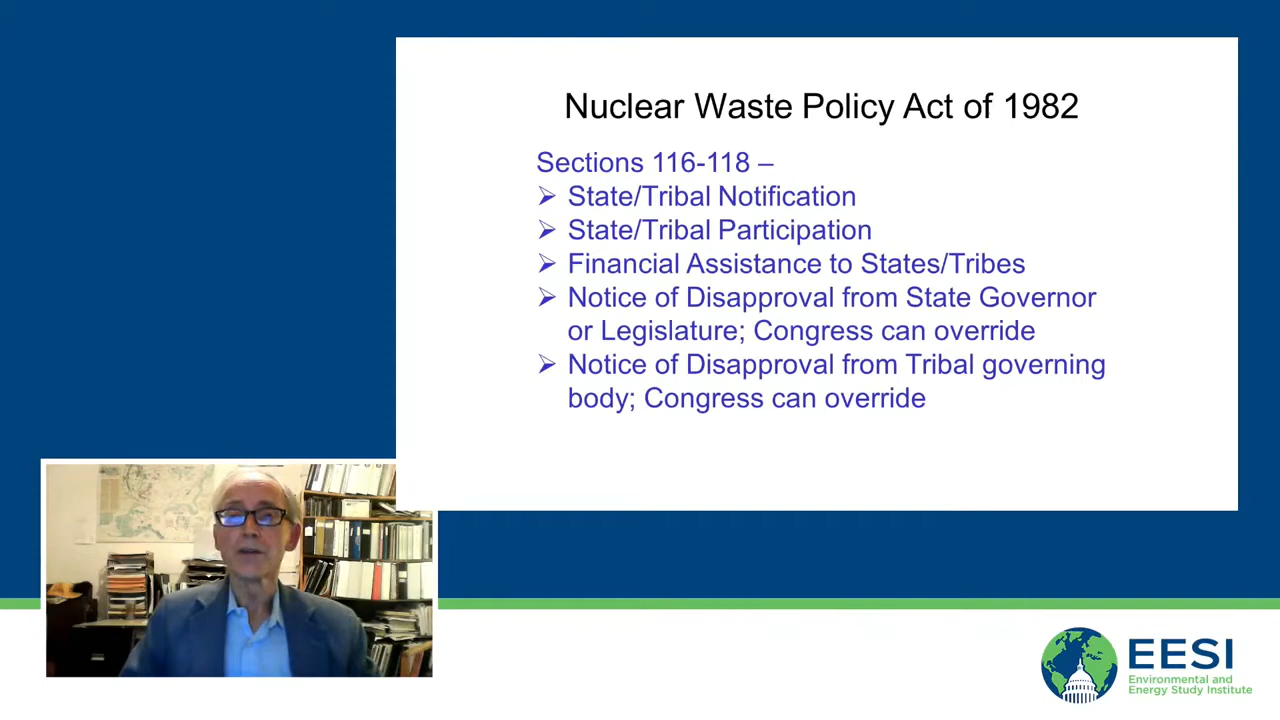 Nuclear Waste Policy Act of 1982
Sections 116-118 –
➢ State/Tribal Notification
➢ State/Tribal Participation
➢ Financial Assistance to States/Tribes
➢ Notice of Disapproval from State Governor
or Legislature; Congress can override
➢ Notice of Disapproval from Tribal governing
body; Congress can override
EESI
Environmental and
Energy Study Institute